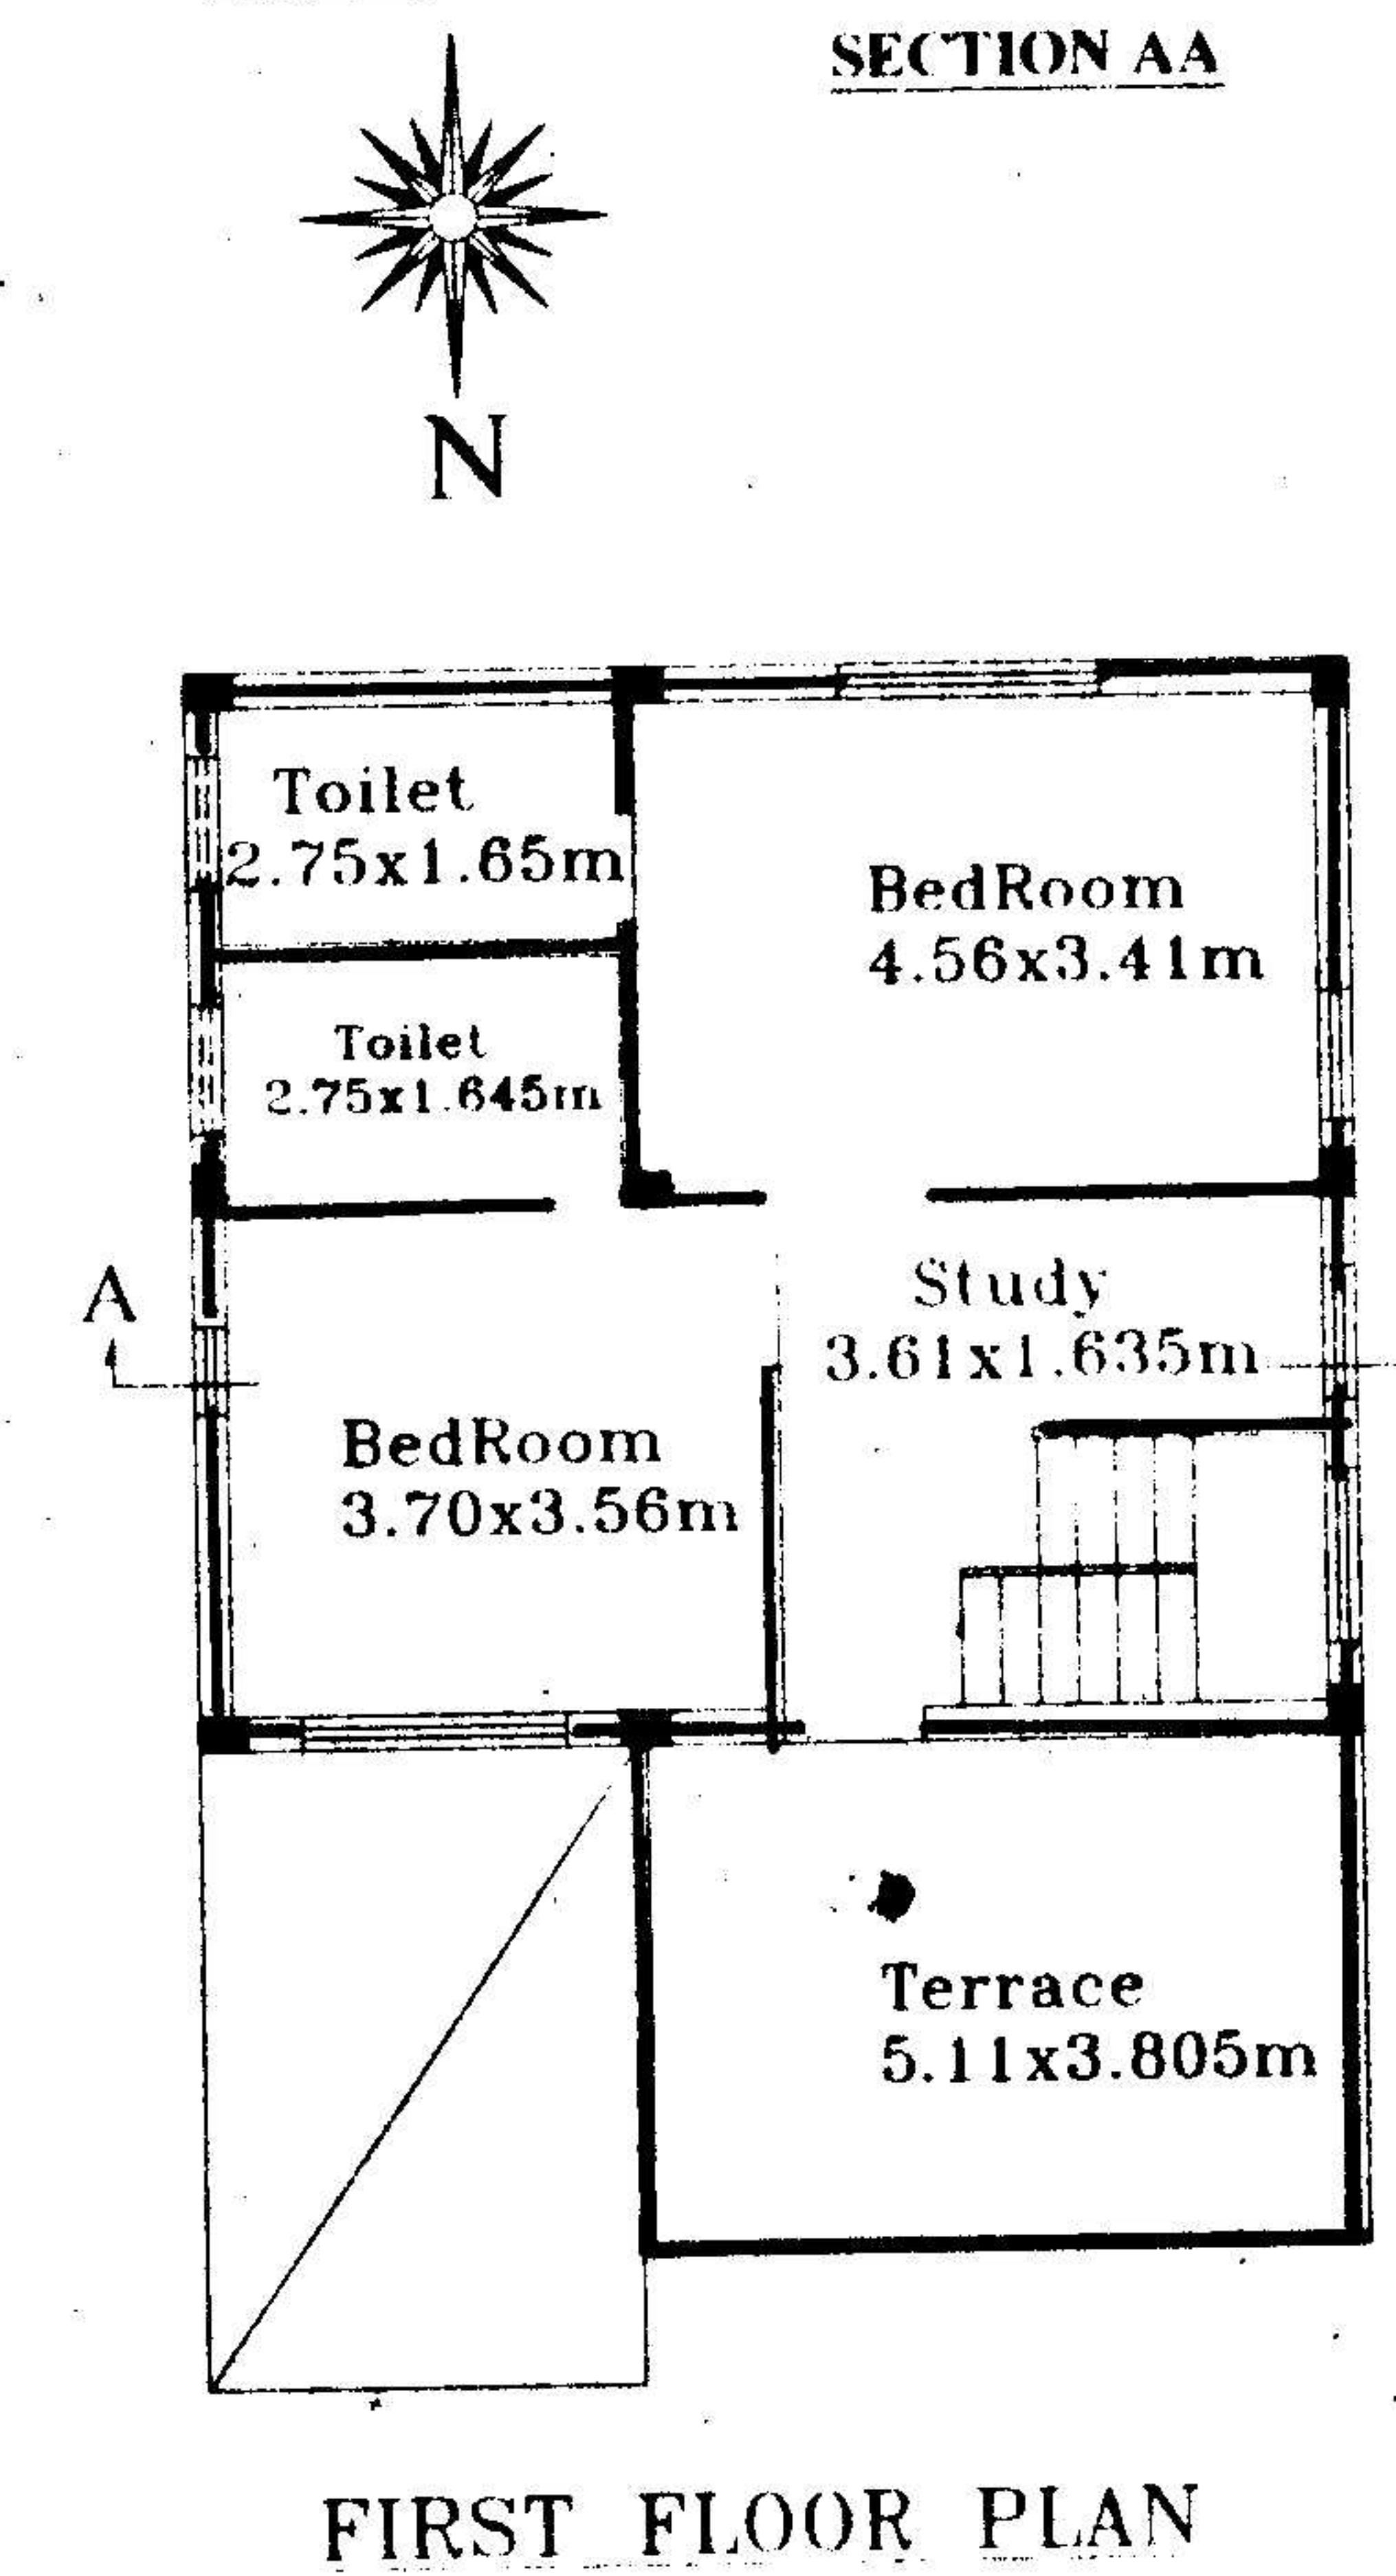 SECTION AA
N
Toilet
2.75x1.65m
BedRoom
4.56x3.41m
Toilet
2.75x1.645m
A
Study
3.61x1.635m
BedRoom
3.70x3.56m
Terrace
5.11x3.805m
FIRST FLOOR PLAN